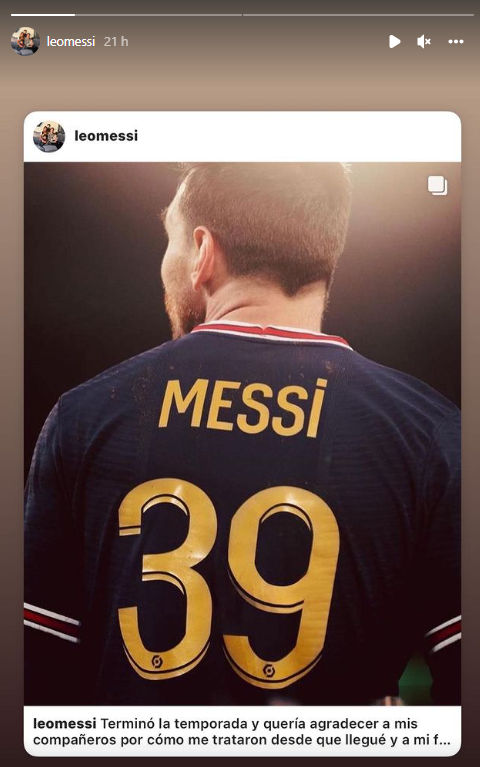 leomessi 21 h
leomessi
MESSI
39
leomessi Terminó la temporada y quería agradecer a mis
compañeros por cómo me trataron desde que llegué y a mi f...